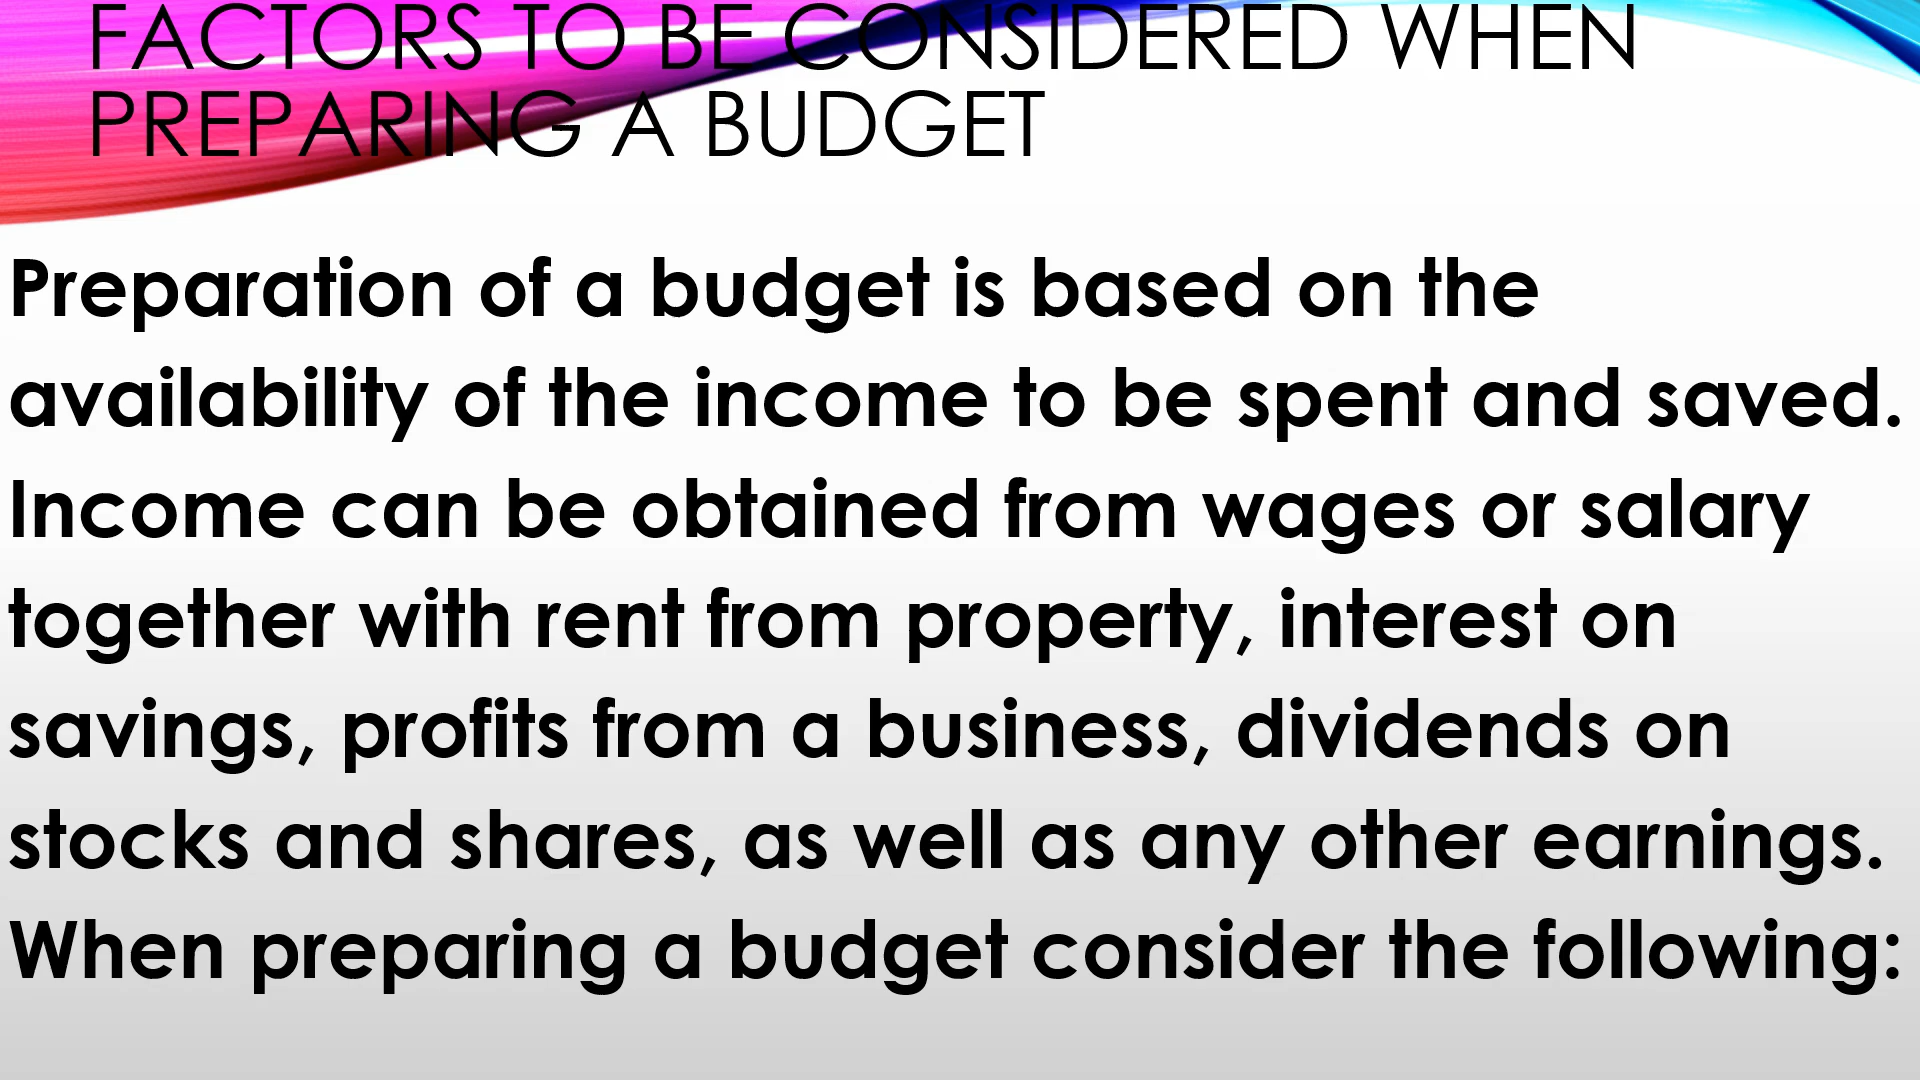 FACTORS TO BE CONSIDERED WHEN
PREPARING A BUDGET
Preparation of a budget is based on the
availability of the income to be spent and saved.
Income can be obtained from wages or salary
together with rent from property, interest on
savings, profits from a business, dividends on
stocks and shares, as well as any other earnings.
When preparing a budget consider the following: